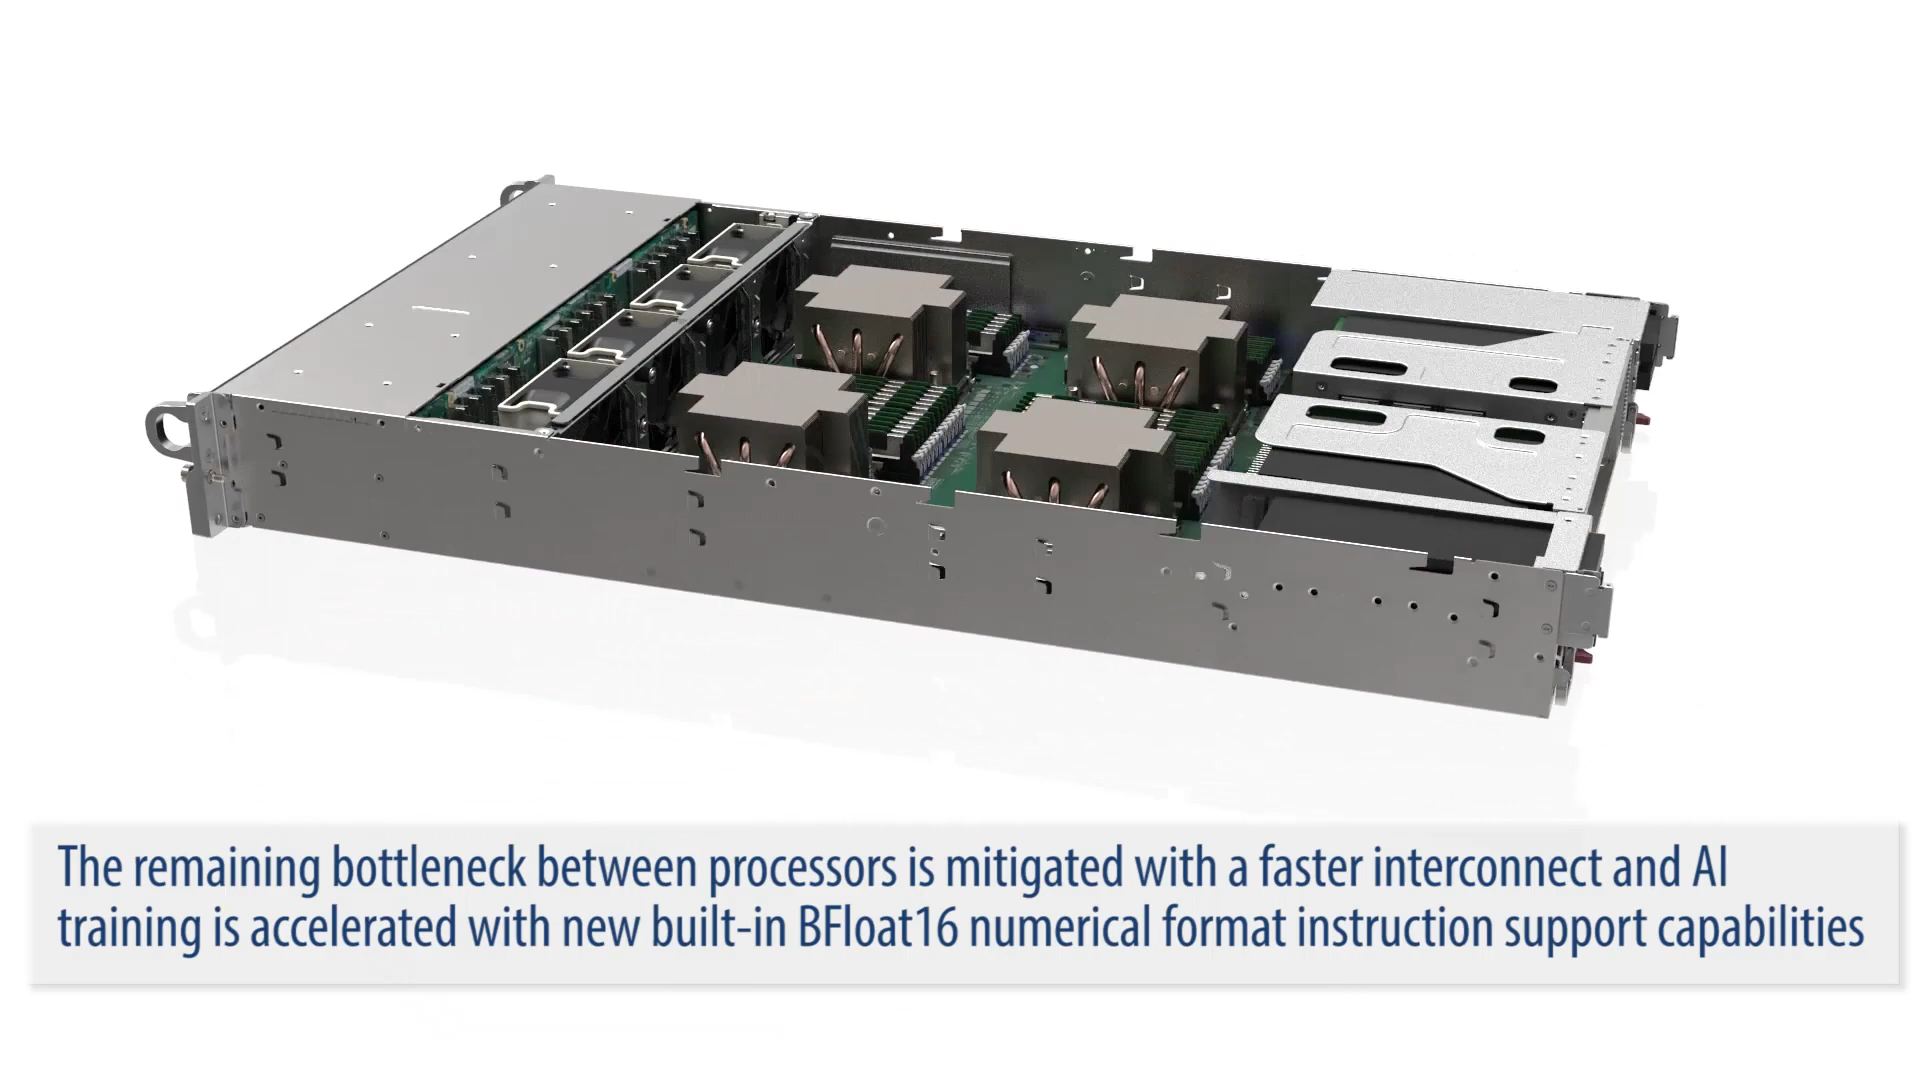 The remaining bottleneck between processors is mitigated with a faster interconnect and AI
training is accelerated with new built-in BFloat16 numerical format instruction support capabilities